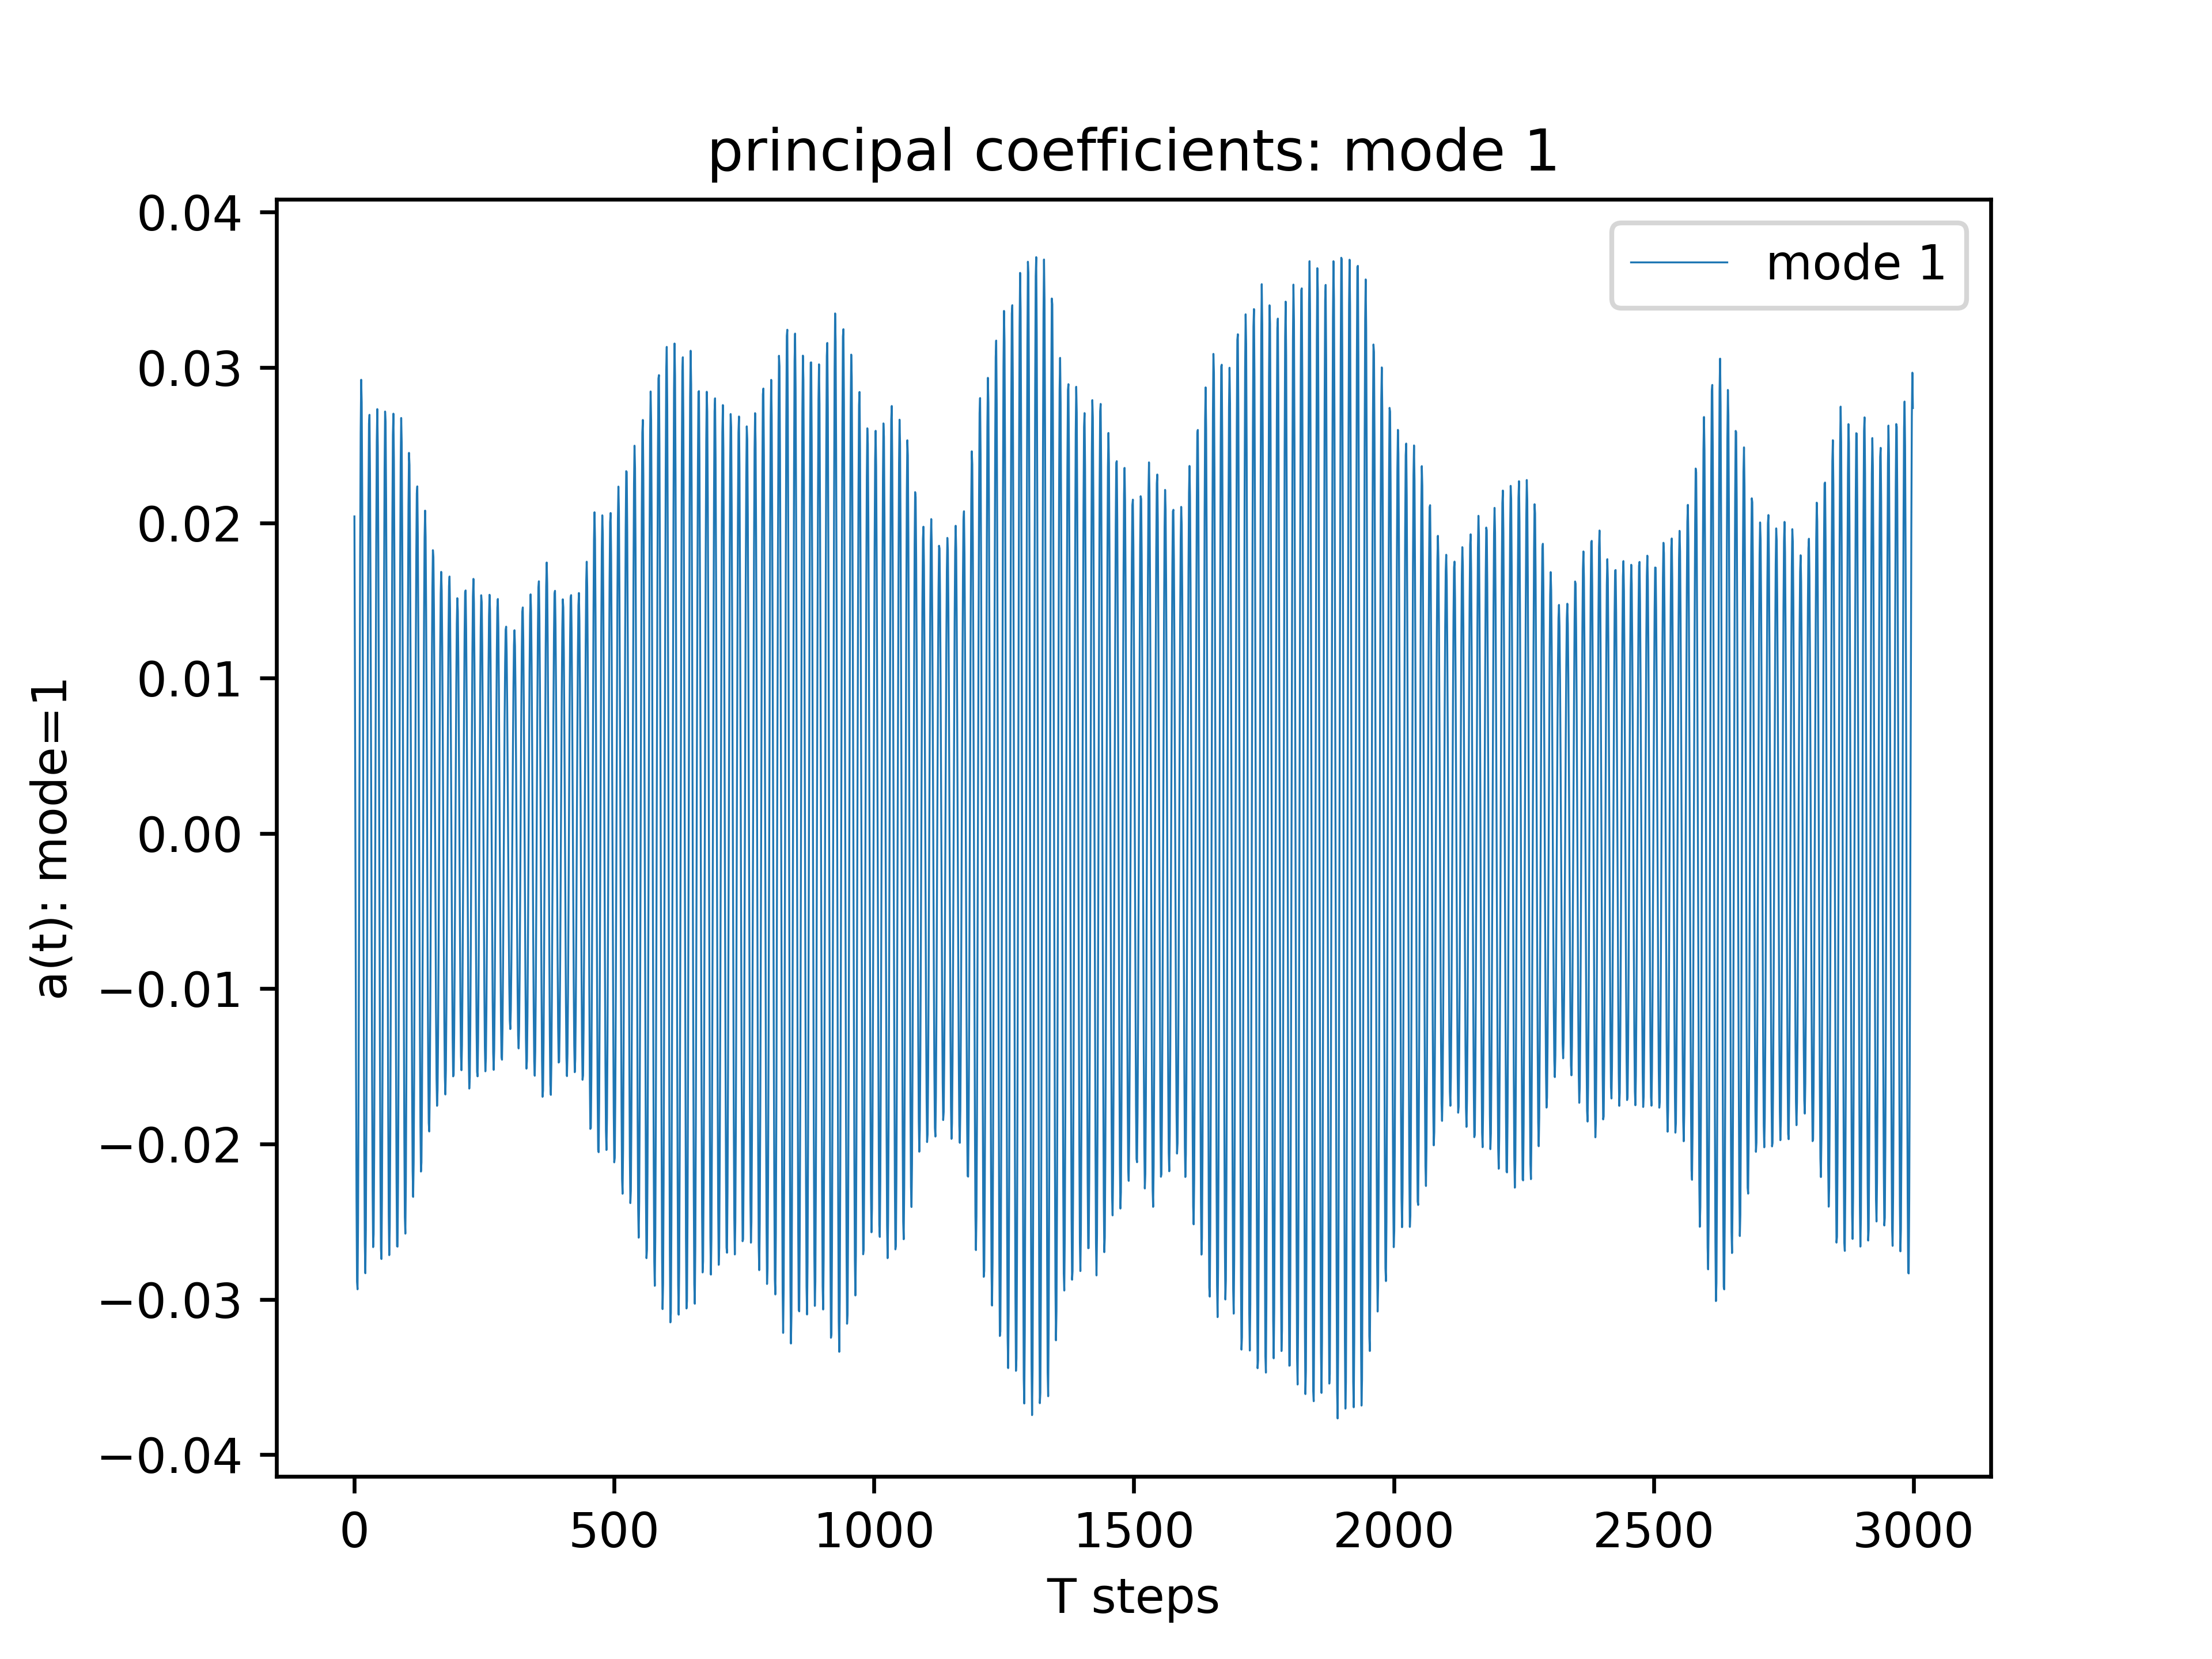 principal coefficients: mode 1
mode 1
a(t): mode=1
0.04
0.03
0.02
0.01
0.00
−0.01
−0.02
−0.03
−0.04
0 500 1000 1500 2000 2500 3000
T steps